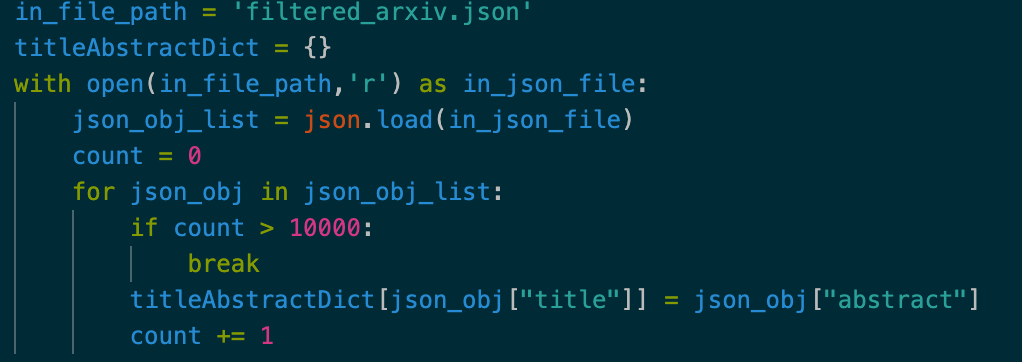 in_file_path = 'filtered_arxiv.json'
titleAbstractDict = {}
with open(in_file_path,'r') as in_json_file:
    json_obj_list = json.load(in_json_file)
    count = 0
    for json_obj in json_obj_list:
        if count > 10000:
            break
        titleAbstractDict[json_obj["title"]] = json_obj["abstract"]
        count += 1